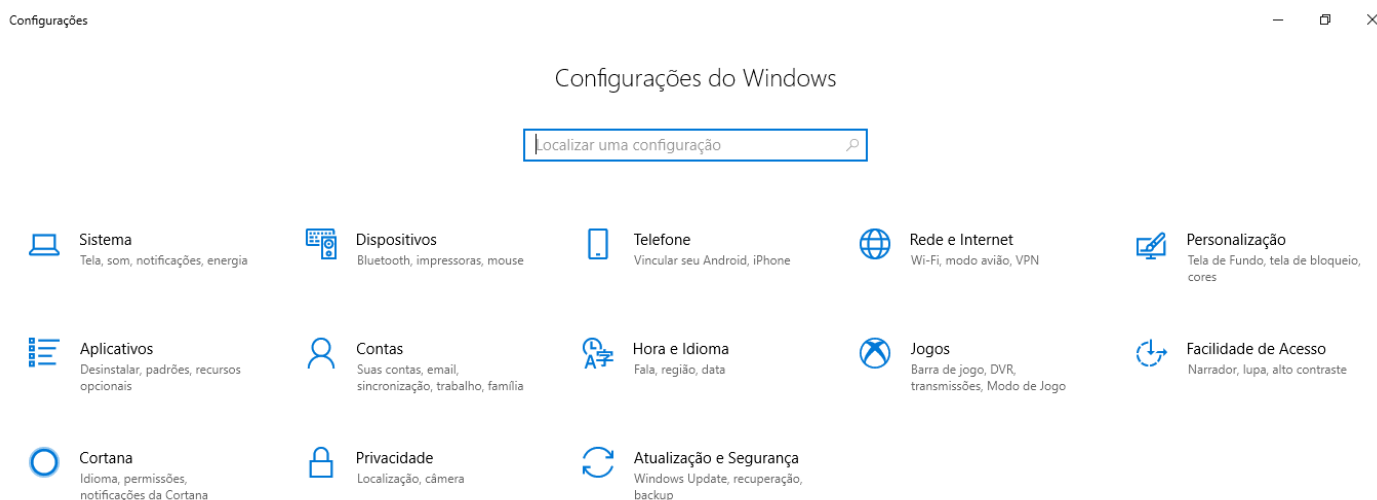 Configurações
Configurações do Windows
Localizar uma configuração
Sistema
Tela, som, notificações, energia
Dispositivos
Bluetooth, impressoras, mouse
Telefone
Vincular seu Android, iPhone
Rede e Internet
Wi-Fi, modo avião, VPN
Personalização
Tela de Fundo, tela de bloqueio,
cores
Aplicativos
Desinstalar, padrões, recursos
opcionais
Contas
Suas contas, email,
sincronização, trabalho, família
Hora e Idioma
Fala, região, data
Jogos
Barra de jogo, DVR,
transmissões, Modo de Jogo
Facilidade de Acesso
Narrador, lupa, alto contraste
Cortana
Idioma, permissões,
notificações da Cortana
Privacidade
Localização, câmera
Atualização e Segurança
Windows Update, recuperação,
backup